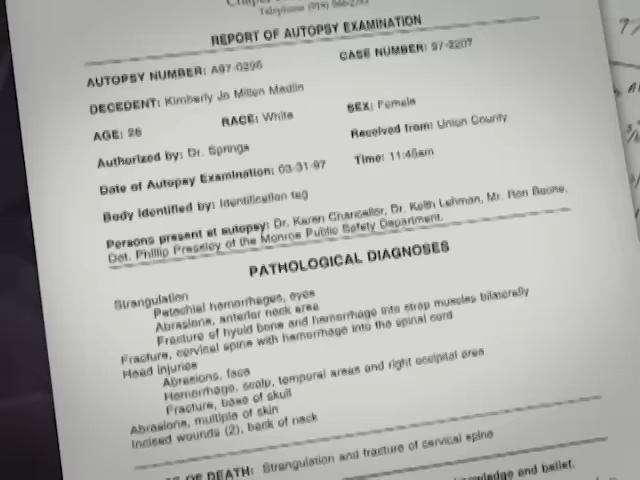 REPORT OF AUTOPSY EXAMINATION
AUTOPSY NUMBER: A97-0296
CASE NUMBER: 97-2207
DECEDENT: Kimberly Jo Millen Medlin
AGE: 26
RACE: White
SEX: Female
Authorized by: Dr. Springs
Received from: Union County
Date of Autopsy Examination: 03-31-97
Time: 11:45am
Body Identified by: Identification tag
Persons present at autopsy: Dr. Karen Chancellor, Dr. Keith Lehman, Mr. Ron Boone,
Det. Phillip Pressley of the Monroe Public Safety Department.
PATHOLOGICAL DIAGNOSES
Strangulation
Petechial hemorrhages, eyes
Abrasions, anterior neck area
Fracture of hyoid bone and hemorrhage into strap muscles bilaterally
Fracture, cervical spine with hemorrhage into the spinal cord
Head injuries
Abrasions, face
Hemorrhage, scalp, temporal areas and right occipital area
Fracture, base of skull
Abrasions, multiple of skin
Incised wounds (2), back of neck
OF DEATH: Strangulation and fracture of cervical spine
and belief.